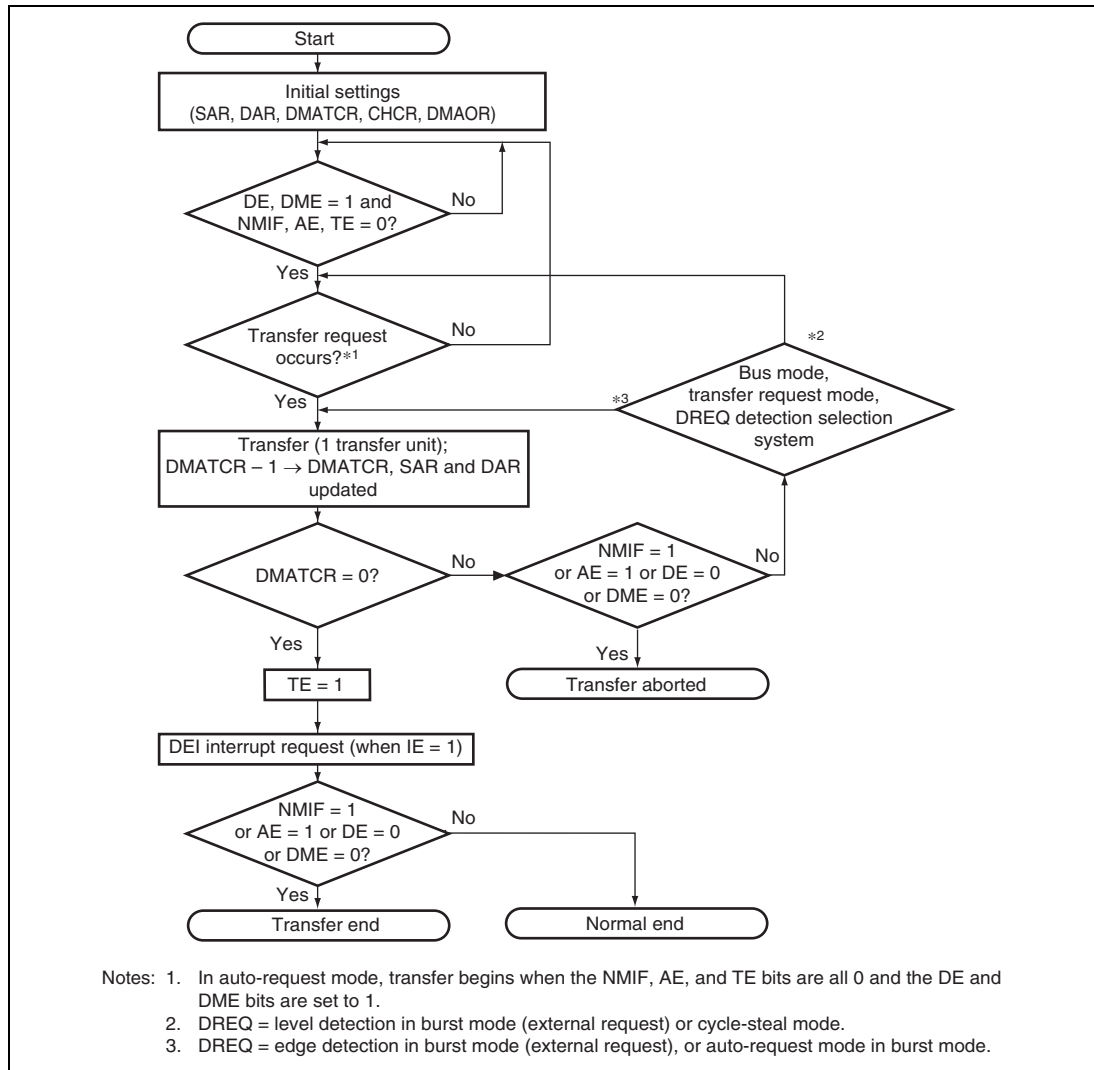 Start
Initial settings
(SAR, DAR, DMATCR, CHCR, DMAOR)
DE, DME = 1 and
NMIF, AE, TE = 0?
No
Yes
Transfer request
occurs?*1
No
Yes
*2
Bus mode,
transfer request mode,
DREQ detection selection
system
*3
Transfer (1 transfer unit);
DMATCR – 1 → DMATCR, SAR and DAR
updated
DMATCR = 0?
No
Yes
NMIF = 1
or AE = 1 or DE = 0
or DME = 0?
No
Yes
Transfer aborted
TE = 1
DEI interrupt request (when IE = 1)
NMIF = 1
or AE = 1 or DE = 0
or DME = 0?
No
Yes
Transfer end
Normal end
Notes: 1. In auto-request mode, transfer begins when the NMIF, AE, and TE bits are all 0 and the DE and
DME bits are set to 1.
2. DREQ = level detection in burst mode (external request) or cycle-steal mode.
3. DREQ = edge detection in burst mode (external request), or auto-request mode in burst mode.